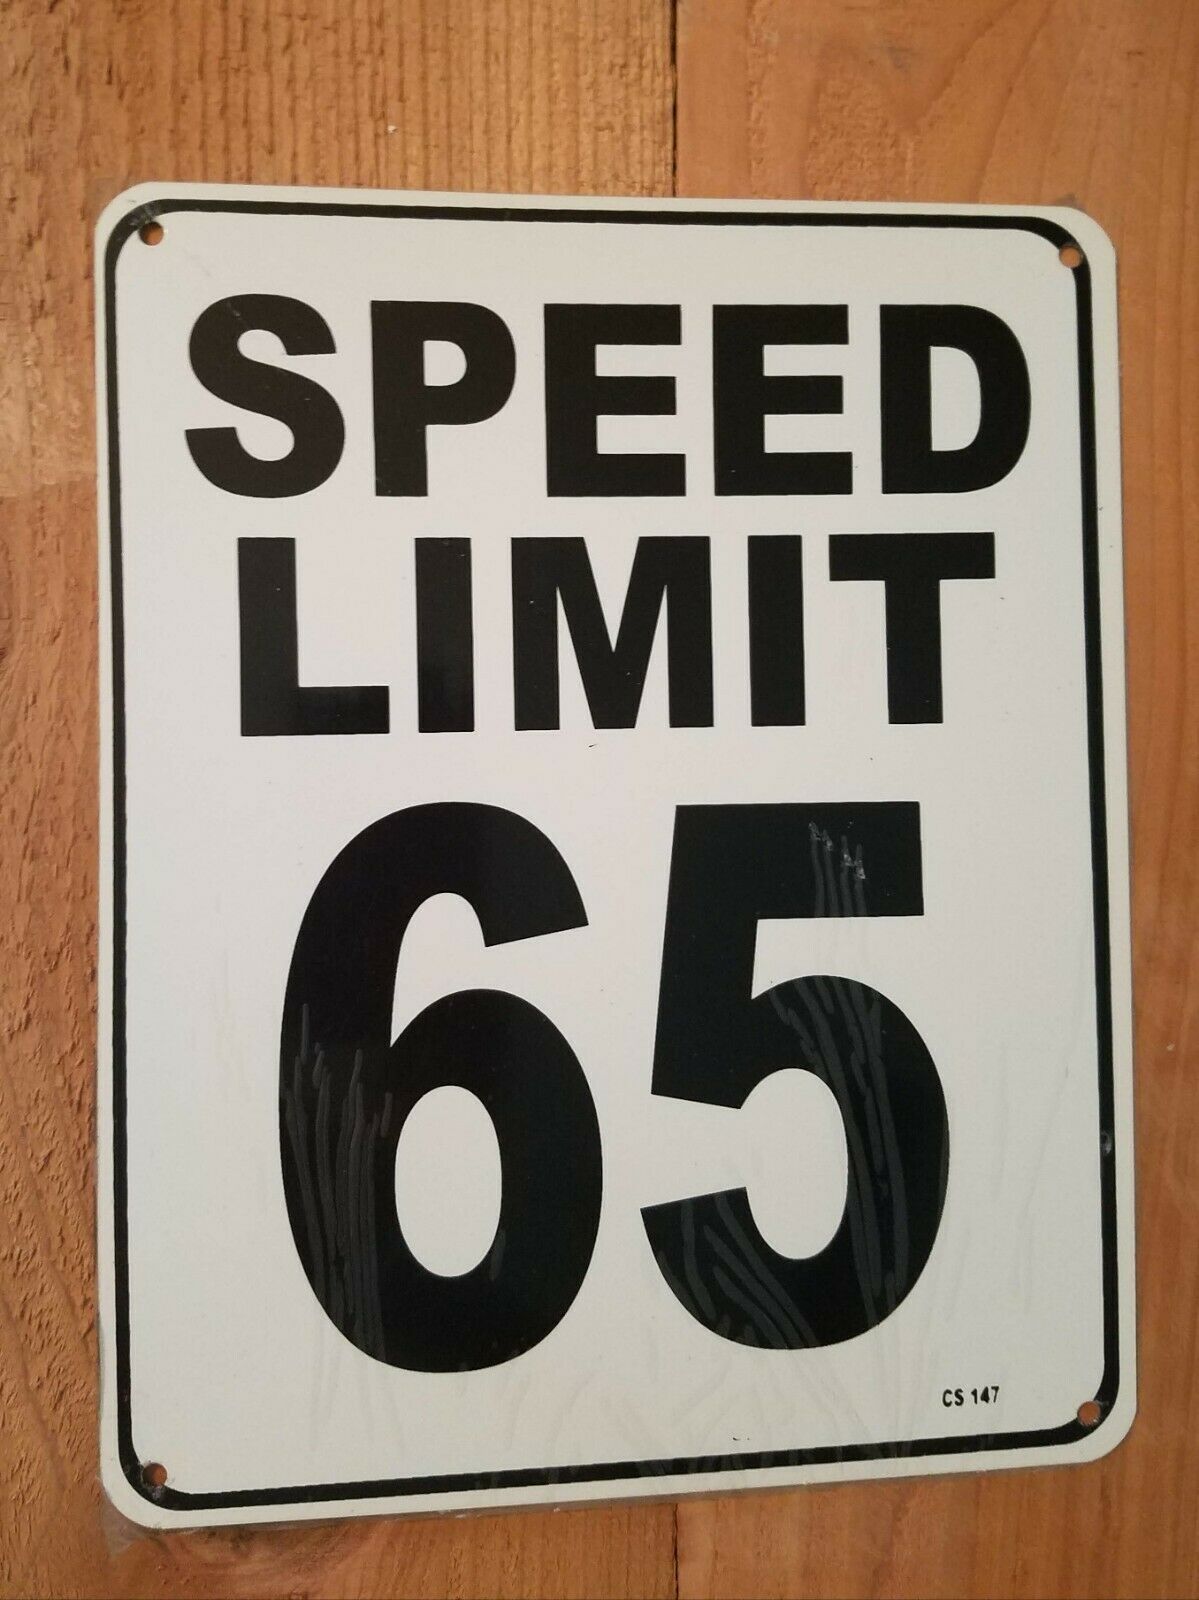 SPEED
LIMIT
65
CS 147